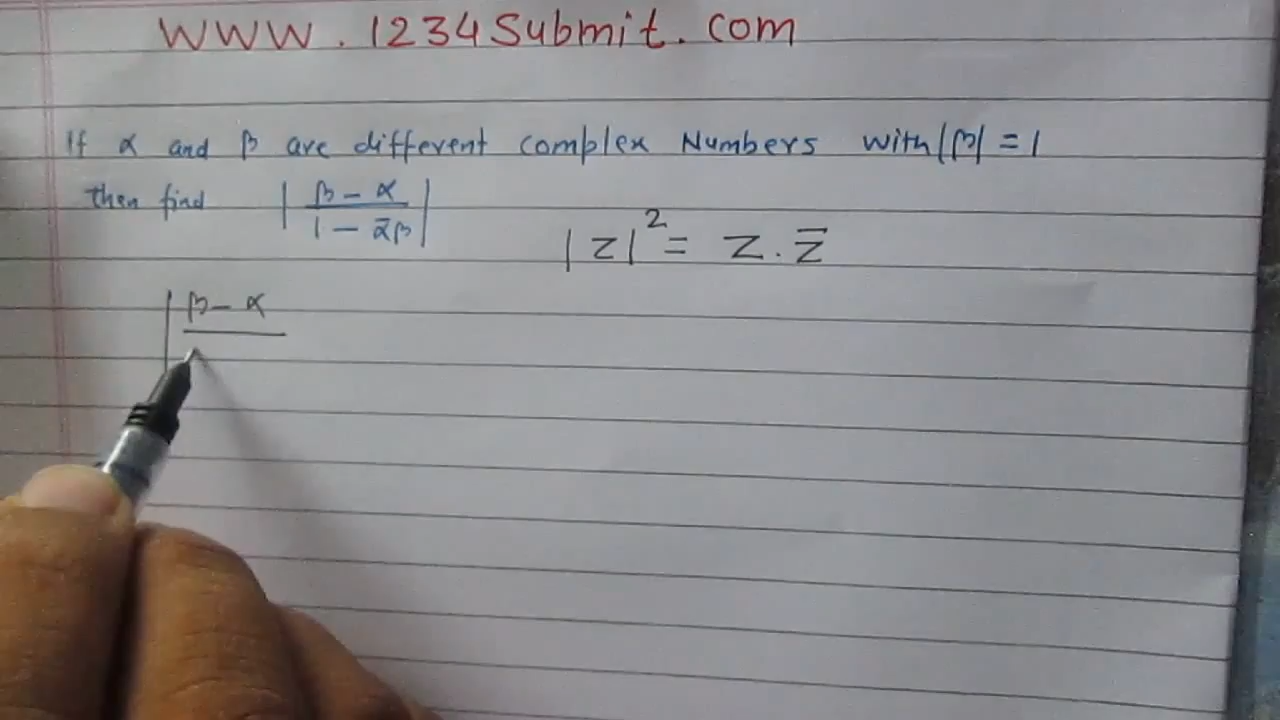 WWW.1234Submit.com
If α and β are different complex Numbers with |β| = 1
then find | β - α / 1 - ᾱβ |
|z|² = z . z̄
| β - α